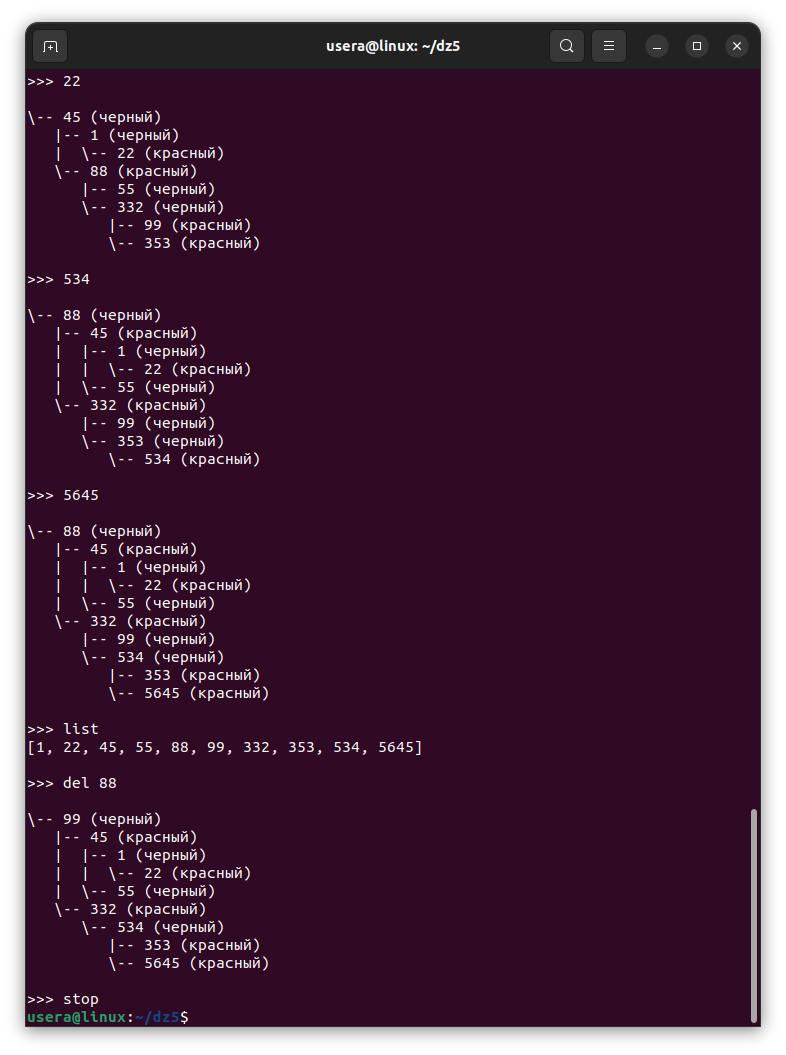 usera@linux: ~/dz5
>>> 22
\-- 45 (черный)
   |-- 1 (черный)
   |  \-- 22 (красный)
   \-- 88 (красный)
      |-- 55 (черный)
      \-- 332 (черный)
         |-- 99 (красный)
         \-- 353 (красный)
>>> 534
\-- 88 (черный)
   |-- 45 (красный)
   |  |-- 1 (черный)
   |  |  \-- 22 (красный)
   |  \-- 55 (черный)
   \-- 332 (красный)
      |-- 99 (черный)
      \-- 353 (черный)
         \-- 534 (красный)
>>> 5645
\-- 88 (черный)
   |-- 45 (красный)
   |  |-- 1 (черный)
   |  |  \-- 22 (красный)
   |  \-- 55 (черный)
   \-- 332 (красный)
      |-- 99 (черный)
      \-- 534 (черный)
         |-- 353 (красный)
         \-- 5645 (красный)
>>> list
[1, 22, 45, 55, 88, 99, 332, 353, 534, 5645]
>>> del 88
\-- 99 (черный)
   |-- 45 (красный)
   |  |-- 1 (черный)
   |  |  \-- 22 (красный)
   |  \-- 55 (черный)
   \-- 332 (красный)
      \-- 534 (черный)
         |-- 353 (красный)
         \-- 5645 (красный)
>>> stop
usera@linux:~/dz5$